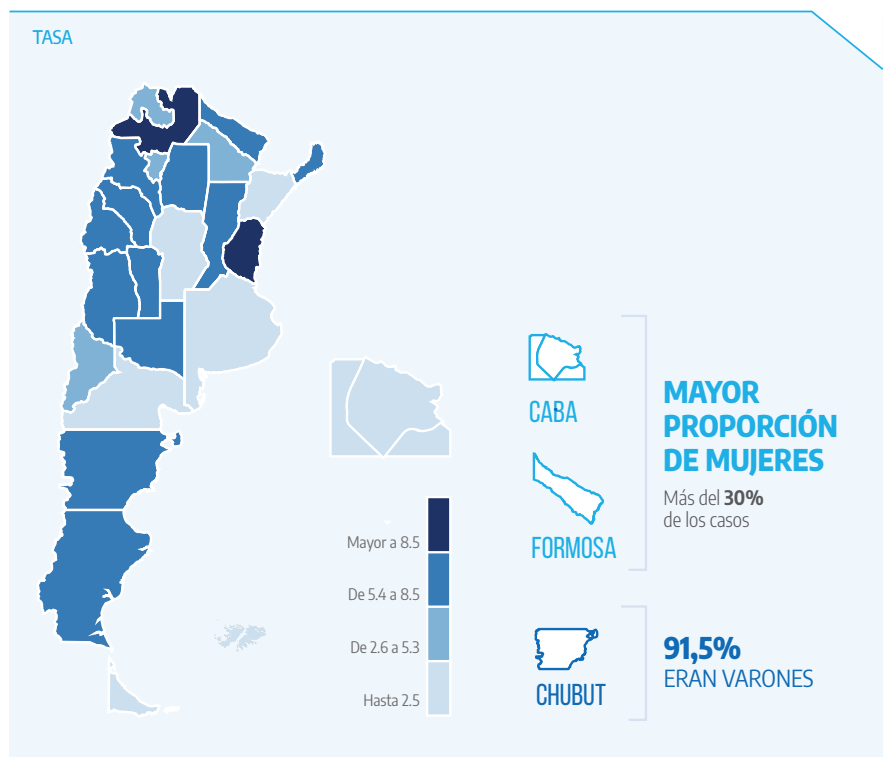 TASA
Mayor a 8.5
De 5.4 a 8.5
De 2.6 a 5.3
Hasta 2.5
CABA
FORMOSA
MAYOR
PROPORCIÓN
DE MUJERES
Más del 30%
de los casos
CHUBUT
91,5%
ERAN VARONES